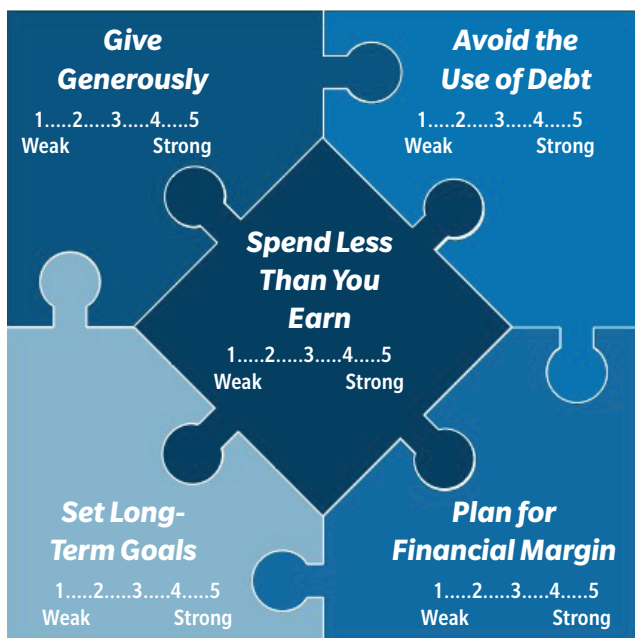 Give
Generously
1.....2.....3.....4.....5
Weak Strong
Avoid the
Use of Debt
1.....2.....3.....4.....5
Weak Strong
Spend Less
Than You
Earn
1.....2.....3.....4.....5
Weak Strong
Set Long-
Term Goals
1.....2.....3.....4.....5
Weak Strong
Plan for
Financial Margin
1.....2.....3.....4.....5
Weak Strong